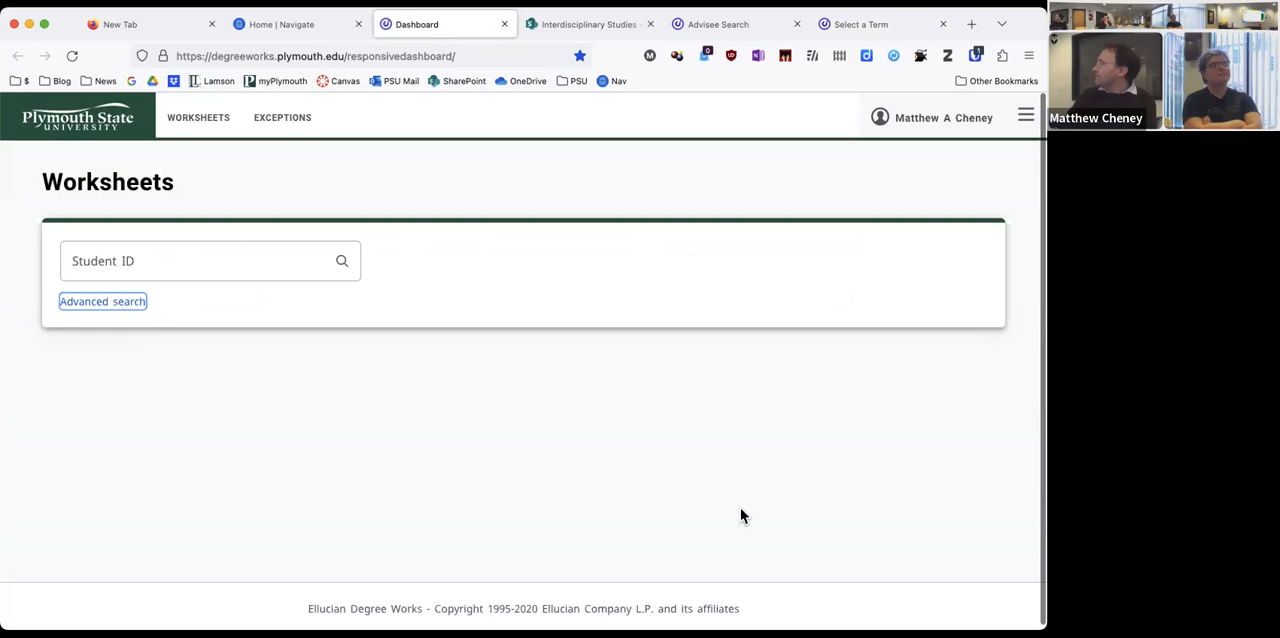 New Tab
Home | Navigate
Dashboard
Interdisciplinary Studies
Advisee Search
Select a Term
https://degreeworks.plymouth.edu/responsivedashboard/
$
Blog
News
Lamson
myPlymouth
Canvas
PSU Mail
SharePoint
OneDrive
PSU
Nav
Other Bookmarks
Plymouth State
UNIVERSITY
WORKSHEETS
EXCEPTIONS
Matthew A Cheney
Matthew Cheney
Worksheets
Student ID
Advanced search
Ellucian Degree Works - Copyright 1995-2020 Ellucian Company L.P. and its affiliates